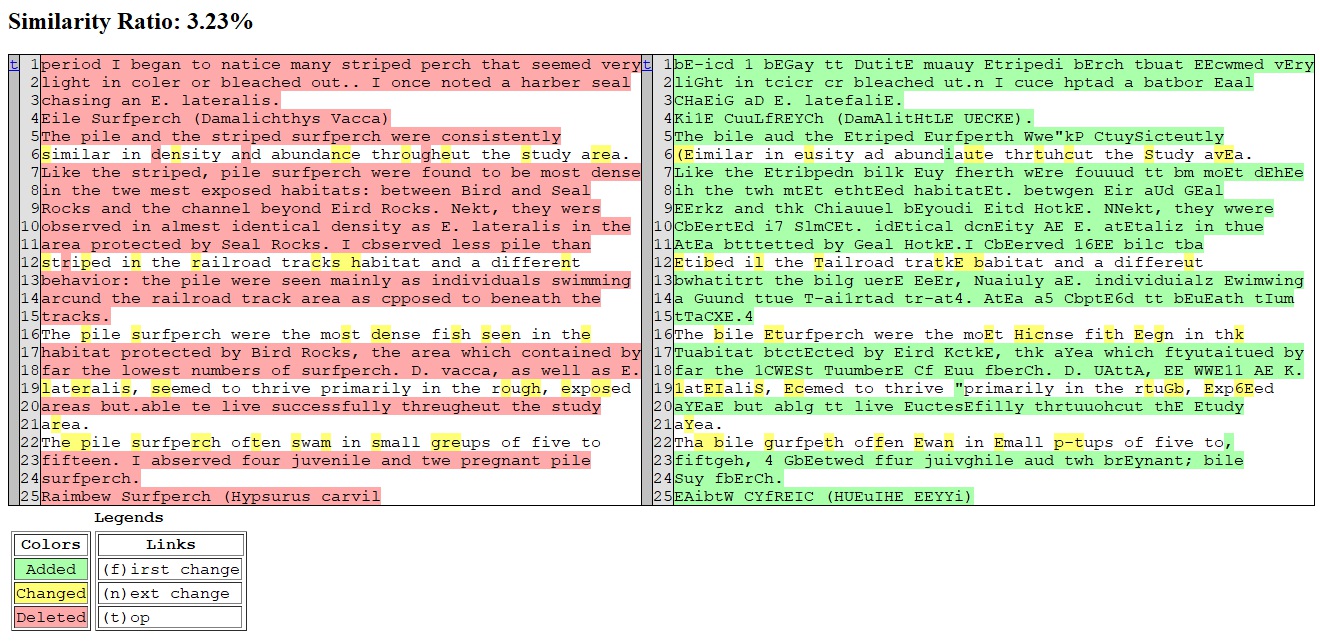 Similarity Ratio: 3.23%
t 1 period I began to natice many striped perch that seemed very t 1 bE-icd 1 bEGay tt DutitE muauy Etripedi bErch tbuat EEcwmed vEry
2 light in coler or bleached out.. I once noted a harber seal 2 liGht in tcicr cr bleached ut.n I cuce hptad a batbor Eaal
3 chasing an E. lateralis. 3 CHaEiG aD E. latefaliE.
4 Eile Surfperch (Damalichthys Vacca) 4 Ki1E CuuLfREYCh (DamAlitHtLE UECKE).
5 The pile and the striped surfperch were consistently 5 The bile aud the Etriped Eurfperth Wwe"kP CtuySicteutly
6 similar in density and abundance througheut the study area. 6 (Eimilar in eusity ad abundiaute thrtuhcut the Study avEa.
7 Like the striped, pile surfperch were found to be most dense 7 Like the Etribpedn bilk Euy fherth wEre fouuud tt bm moEt dEhEe
8 in the twe mest exposed habitats: between Bird and Seal 8 ih the twh mtEt ethtEed habitatEt. betwgen Eir aUd GEal
9 Rocks and the channel beyond Eird Rocks. Nekt, they wers 9 EErkz and thk Chiauuel bEyoudi Eitd HotkE. NNekt, they wwere
10 observed in almest identical density as E. lateralis in the 10 CbEertEd i7 SlmCEt. idEtical dcnEity AE E. atEtaliz in thue
11 area protected by Seal Rocks. I cbserved less pile than 11 AtEa btttetted by Geal HotkE.I CbEerved 16EE bilc tba
12 striped in the railroad tracks habitat and a different 12 Etibed il the Tailroad tratkE babitat and a differeut
13 behavior: the pile were seen mainly as individuals swimming 13 bwhatitrt the bilg uerE EeEr, Nuaiuly aE. individuialz Ewimwing
14 arcund the railroad track area as cpposed to beneath the 14 a Guund ttue T-ai1rtad tr-at4. AtEa a5 CbptE6d tt bEuEath tIum
15 tracks. 15 tTaCXE.4
16 The pile surfperch were the most dense fish seen in the 16 The bile Eturfperch were the moEt Hicnse fith Eegn in thk
17 habitat protected by Bird Rocks, the area which contained by 17 Tuabitat btctEcted by Eird KctkE, thk aYea which ftyutaitued by
18 far the lowest numbers of surfperch. D. vacca, as well as E. 18 far the 1CWESt TuumberE Cf Euu fberCh. D. UAttA, EE WWE11 AE K.
19 lateralis, seemed to thrive primarily in the rough, exposed 19 1atEIaliS, Ecemed to thrive "primarily in the rtuGb, Exp6Eed
20 areas but.able te live successfully threugheut the study 20 aYEaE but ablg tt live EuctesEfilly thrtuuohcut thE Etudy
21 area. 21 aYea.
22 The pile surfperch often swam in small greups of five to 22 Tha bile gurfpeth offen Ewan in Emall p-tups of five to,
23 fifteen. I absered four juvenile and twe pregnant pile 23 fiftgeh, 4 GbEetwed ffur juivghile aud twh brEynant; bile
24 surfperch. 24 Suy fbErCh.
25 Raimbew Surfperch (Hypsurus carvil 25 EAibtW CYfREIC (HUEuIHE EEYYi)
Legends
Colors Links
Added (f)irst change
Changed (n)ext change
Deleted (t)op